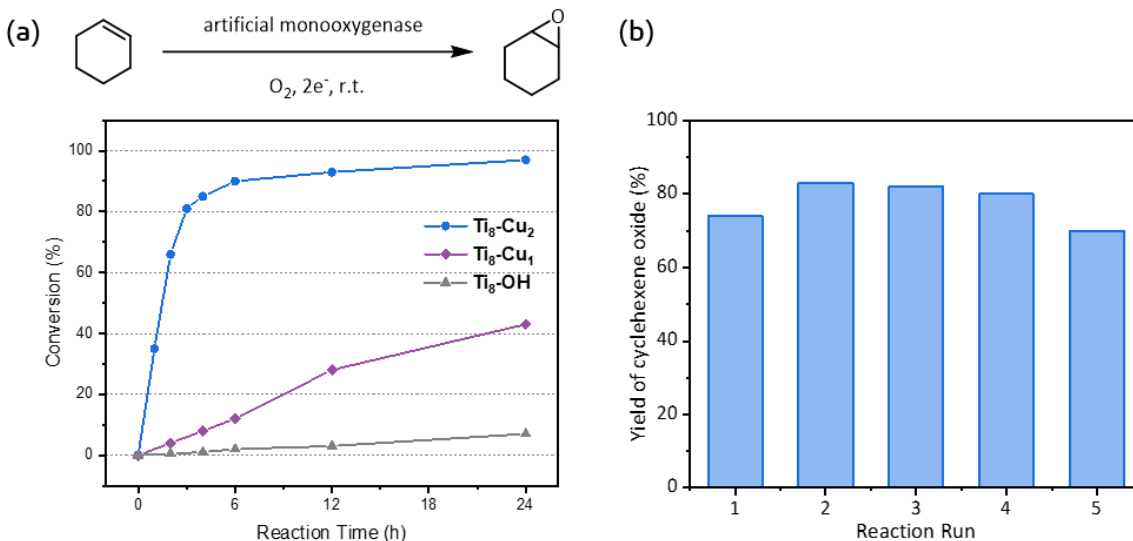 (a)
artificial monooxygenase
O₂, 2e⁻, r.t.
O
Conversion (%)
100
80
60
40
20
0
Ti₈-Cu₂
Ti₈-Cu₁
Ti₈-OH
0 6 12 18 24
Reaction Time (h)
(b)
Yield of cyclehexene oxide (%)
100
80
60
40
20
0
1 2 3 4 5
Reaction Run